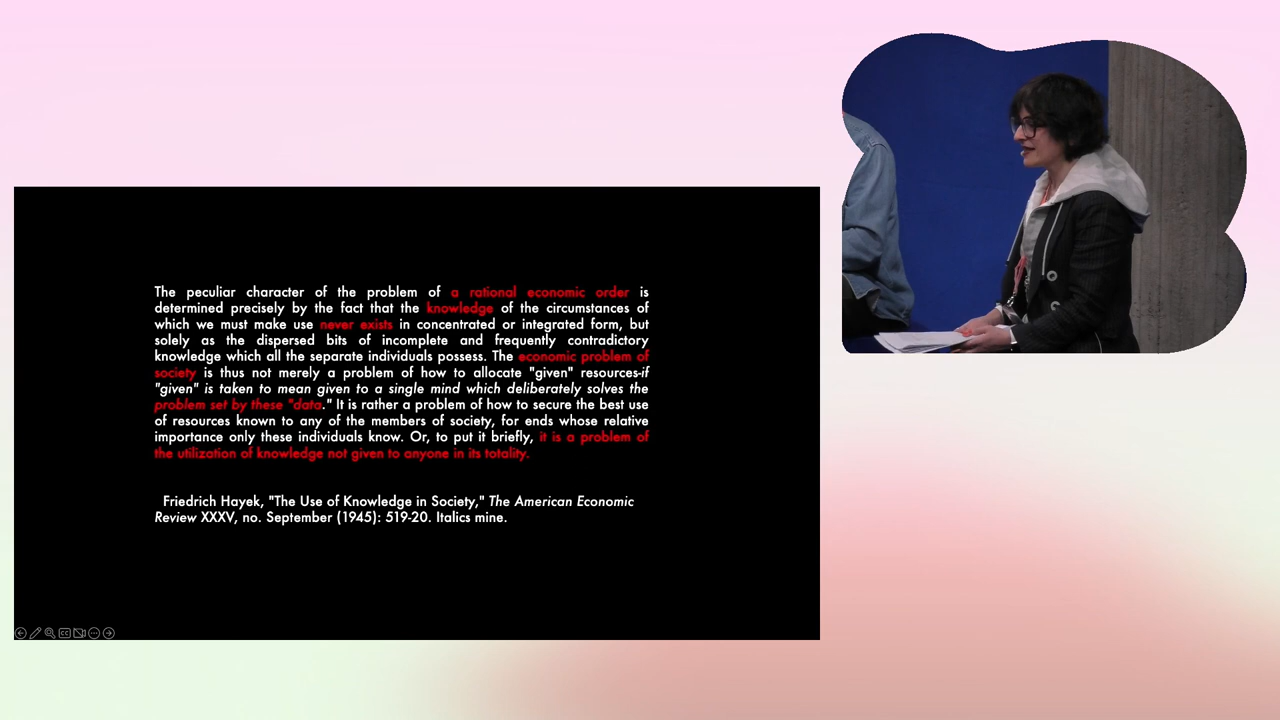 The peculiar character of the problem of a rational economic order is
determined precisely by the fact that the knowledge of the circumstances of
which we must make use never exists in concentrated or integrated form, but
solely as the dispersed bits of incomplete and frequently contradictory
knowledge which all the separate individuals possess. The economic problem of
society is thus not merely a problem of how to allocate "given" resources-if
"given" is taken to mean given to a single mind which deliberately solves the
problem set by these "data." It is rather a problem of how to secure the best use
of resources known to any of the members of society, for ends whose relative
importance only these individuals know. Or, to put it briefly, it is a problem of
the utilization of knowledge not given to anyone in its totality.
Friedrich Hayek, "The Use of Knowledge in Society," The American Economic
Review XXXV, no. September (1945): 519-20. Italics mine.